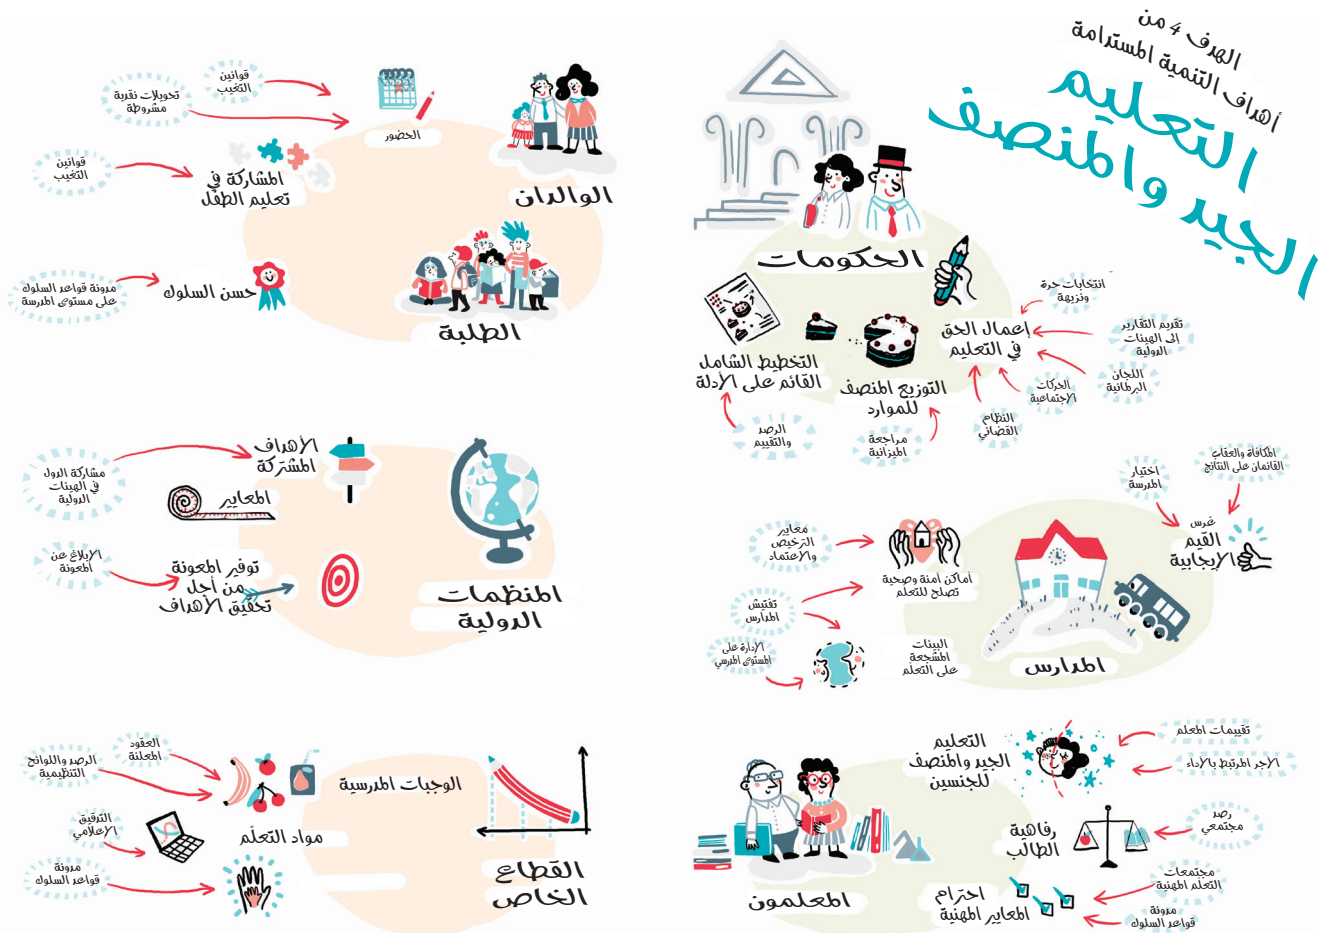 الهدف 4 من
أهداف التنمية المستدامة
التعليم
الجيد والمنصف
الحكومات
إعمال الحق
في التعليم
انتخابات حرة
ونزيهة
تقديم التقارير
إلى الهيئات
الدولية
اللجان
البرلمانية
الحركات
الاجتماعية
النظام
القضائي
التوزيع المنصف
للموارد
مراجعة
الميزانية
التخطيط الشامل
القائم على الأدلة
الرصد
والتقييم
الوالدان
الطلبة
الحضور
قوانين
التغيب
تحويلات نقدية
مشروطة
المشاركة في
تعليم الطفل
قوانين
التغيب
حسن السلوك
مدونة قواعد السلوك
على مستوى المدرسة
المدارس
غرس
القيم
الإيجابية
المكافأة والعقاب
القائمان على النتائج
اختيار
المدرسة
أماكن آمنة وصحية
تصلح للتعلم
معايير
الترخيص
والاعتماد
تفتيش
المدارس
البيئات
المشجعة
على التعلم
الإدارة على
المستوى المدرسي
المنظمات
الدولية
الأهداف
المشتركة
مشاركة الدول
في الهيئات
الدولية
المعايير
توفير المعونة
من أجل
تحقيق الأهداف
الإبلاغ عن
المعونة
المعلمون
التعليم
الجيد والمنصف
للجنسين
تقييمات المعلم
الأجر المرتبط بالأداء
رفاهية
الطالب
رصد
مجتمعي
احترام
المعايير المهنية
مجتمعات
التعلم المهنية
مدونة
قواعد السلوك
القطاع
الخاص
الوجبات المدرسية
العقود
المعلنة
الرصد واللوائح
التنظيمية
مواد التعلّم
التدقيق
الإعلامي
مدونة
قواعد السلوك